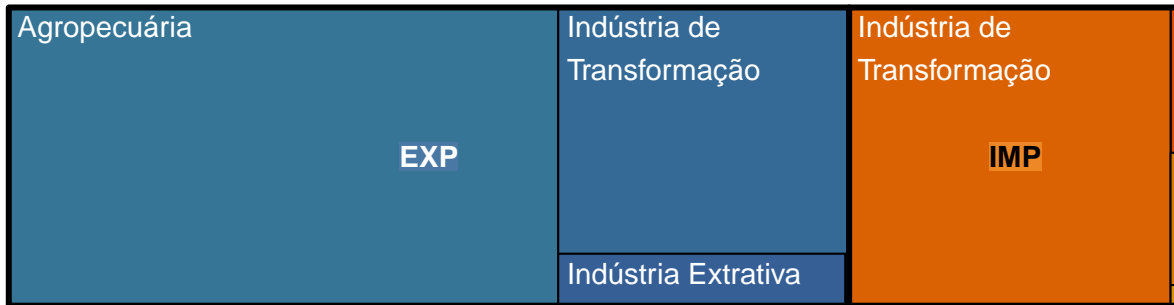 Agropecuária
Indústria de
Transformação
Indústria de
Transformação
EXP
IMP
Indústria Extrativa